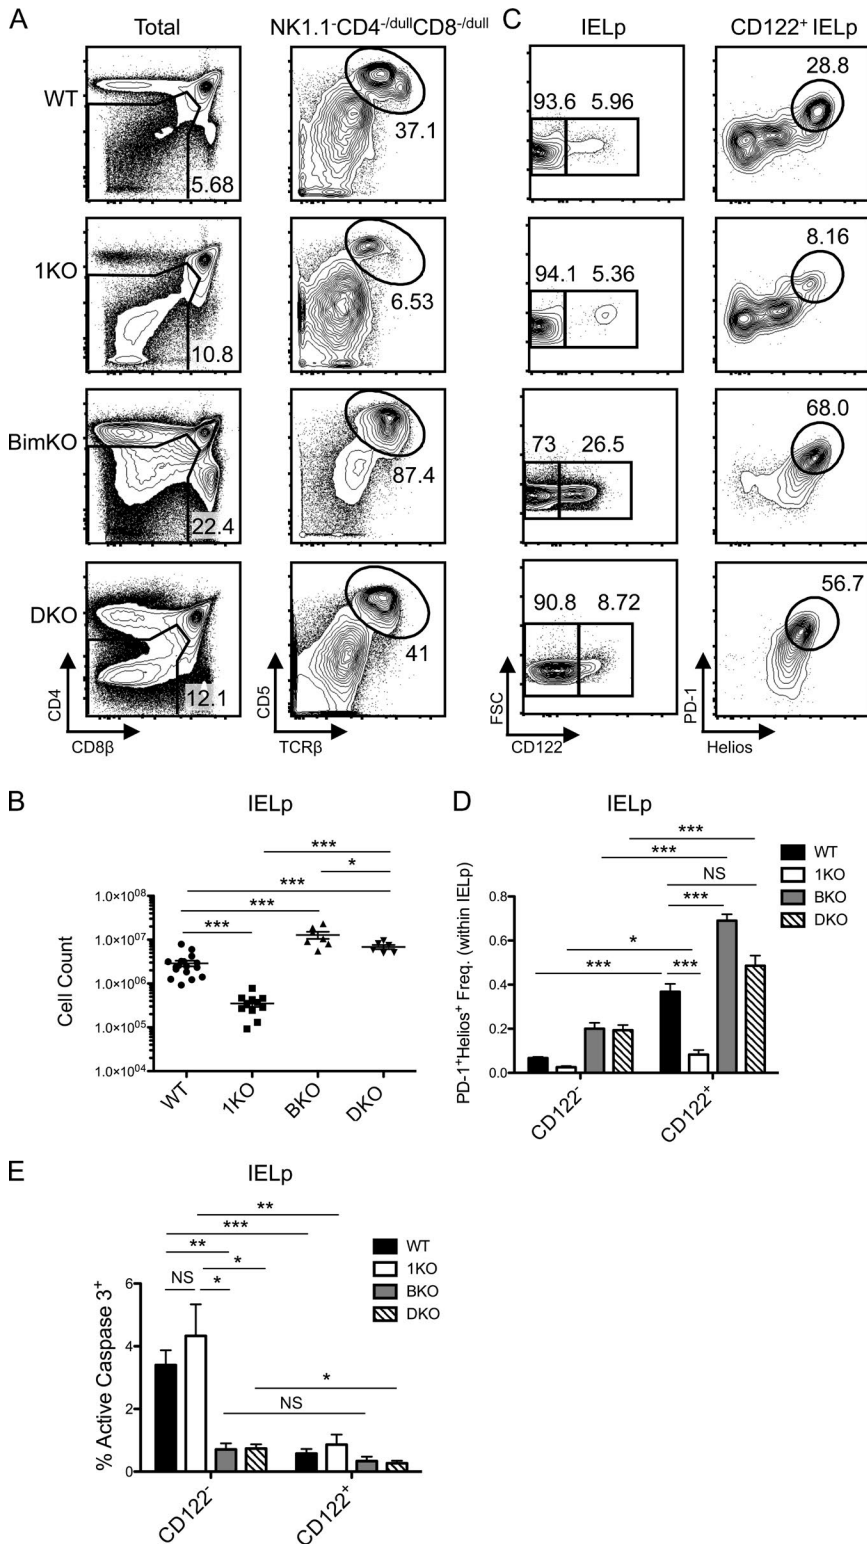 A Total NK1.1⁻CD4⁻/ᵈᵘˡˡCD8⁻/ᵈᵘˡˡ C IELp CD122⁺ IELp
WT 5.68 37.1 93.6 5.96 28.8
1KO 10.8 6.53 94.1 5.36 8.16
BimKO 22.4 87.4 73 26.5 68.0
DKO 12.1 41 90.8 8.72 56.7
CD4 CD5 FSC PD-1
CD8β TCRβ CD122 Helios
B IELp
***
*
***
***
***
Cell Count
1.0×10⁰⁸
1.0×10⁰⁷
1.0×10⁰⁶
1.0×10⁰⁵
1.0×10⁰⁴
WT 1KO BKO DKO
D IELp
***
***
NS
***
*
*** ***
WT
1KO
BKO
DKO
PD-1⁺Helios⁺ Freq. (within IELp)
0.8
0.6
0.4
0.2
0.0
CD122⁻ CD122⁺
E IELp
**
***
**
*
NS *
*
NS
WT
1KO
BKO
DKO
% Active Caspase 3⁺
6
4
2
0
CD122⁻ CD122⁺